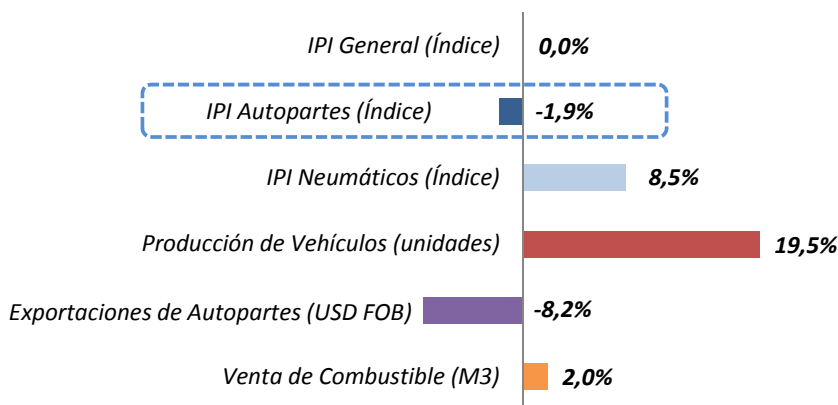 IPI General (Índice) 0,0%
IPI Autopartes (Índice) -1,9%
IPI Neumáticos (Índice) 8,5%
Producción de Vehículos (unidades) 19,5%
Exportaciones de Autopartes (USD FOB) -8,2%
Venta de Combustible (M3) 2,0%